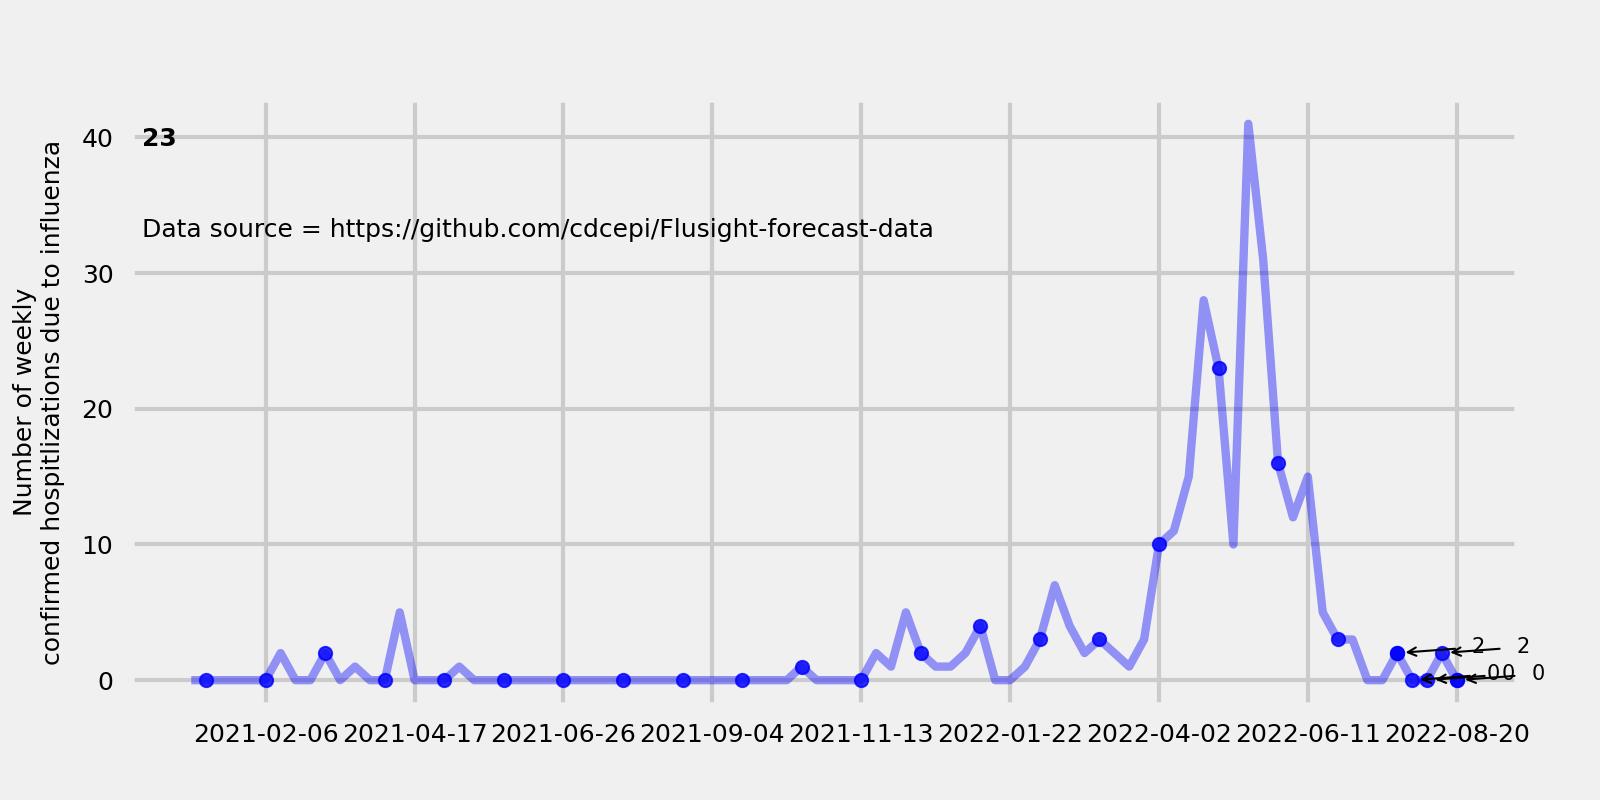 40
23
Data source = https://github.com/cdcepi/Flusight-forecast-data
30
20
10
0
Number of weekly
confirmed hospitlizations due to influenza
2 2
0 0 0
2021-02-06 2021-04-17 2021-06-26 2021-09-04 2021-11-13 2022-01-22 2022-04-02 2022-06-11 2022-08-20